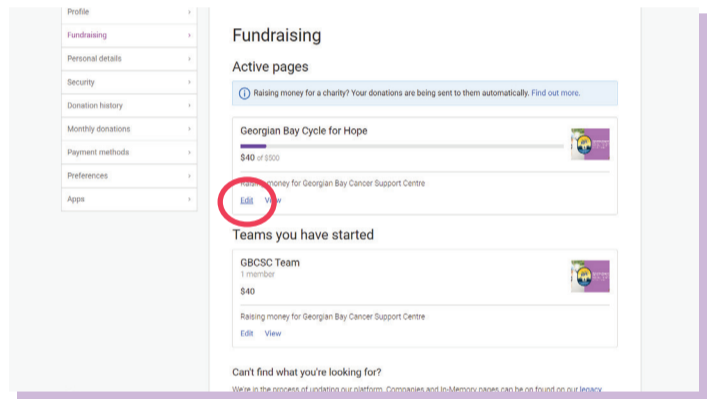 Profile
Fundraising
Personal details
Security
Donation history
Monthly donations
Payment methods
Preferences
Apps
Fundraising
Active pages
Raising money for a charity? Your donations are being sent to them automatically. Find out more.
Georgian Bay Cycle for Hope
$40 of $500
Raising money for Georgian Bay Cancer Support Centre
Edit View
Teams you have started
GBCSC Team
1 member
$40
Raising money for Georgian Bay Cancer Support Centre
Edit View
Can't find what you're looking for?
We're in the process of updating our platform. Companies and In-Memory pages can be on found on our legacy